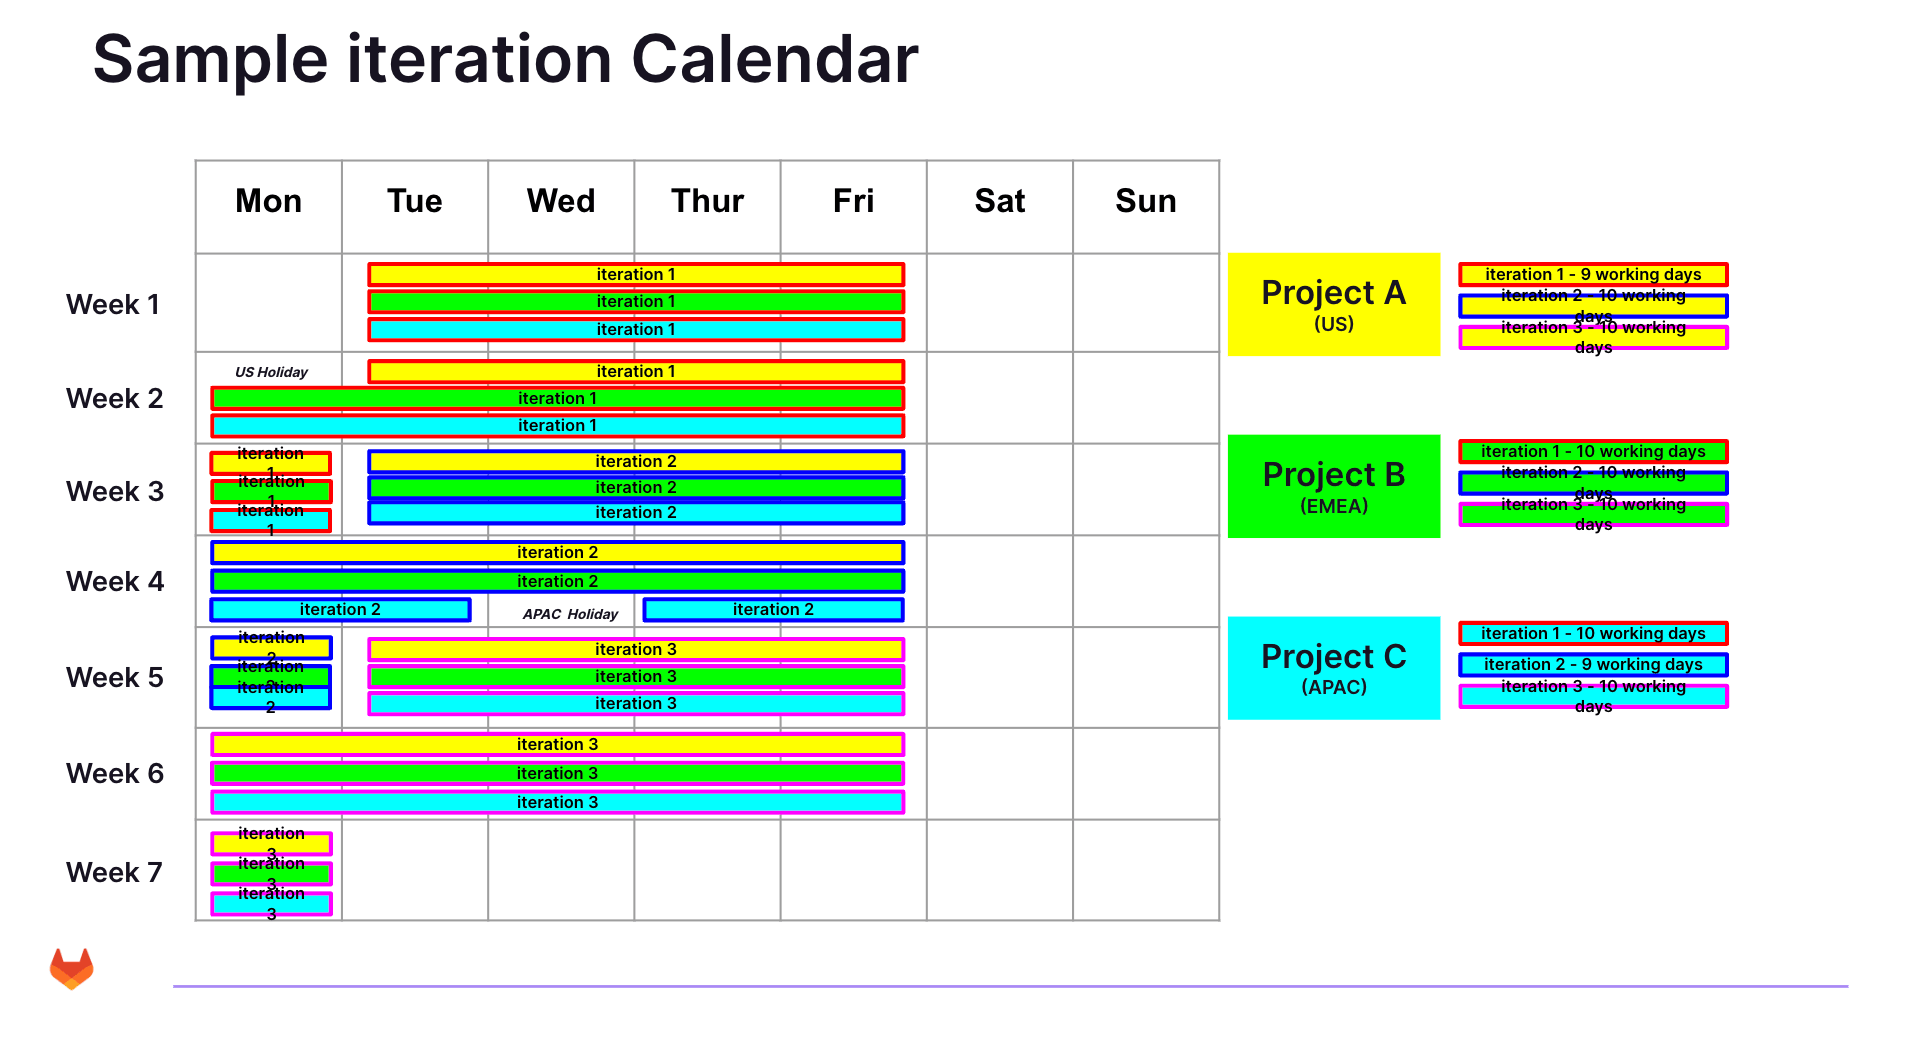 Sample iteration Calendar
Mon Tue Wed Thur Fri Sat Sun
Week 1
iteration 1
iteration 1
iteration 1
Week 2
US Holiday
iteration 1
iteration 1
iteration 1
Week 3
iteration
1
iteration
1
iteration
1
iteration 2
iteration 2
iteration 2
Week 4
iteration 2
iteration 2
iteration 2
APAC Holiday
iteration 2
Week 5
iteration
2
iteration
2
iteration
2
iteration 3
iteration 3
iteration 3
Week 6
iteration 3
iteration 3
iteration 3
Week 7
iteration
3
iteration
3
iteration
3
Project A
(US)
iteration 1 - 9 working days
iteration 2 - 10 working
days
iteration 3 - 10 working
days
Project B
(EMEA)
iteration 1 - 10 working days
iteration 2 - 10 working
days
iteration 3 - 10 working
days
Project C
(APAC)
iteration 1 - 10 working days
iteration 2 - 9 working days
iteration 3 - 10 working
days